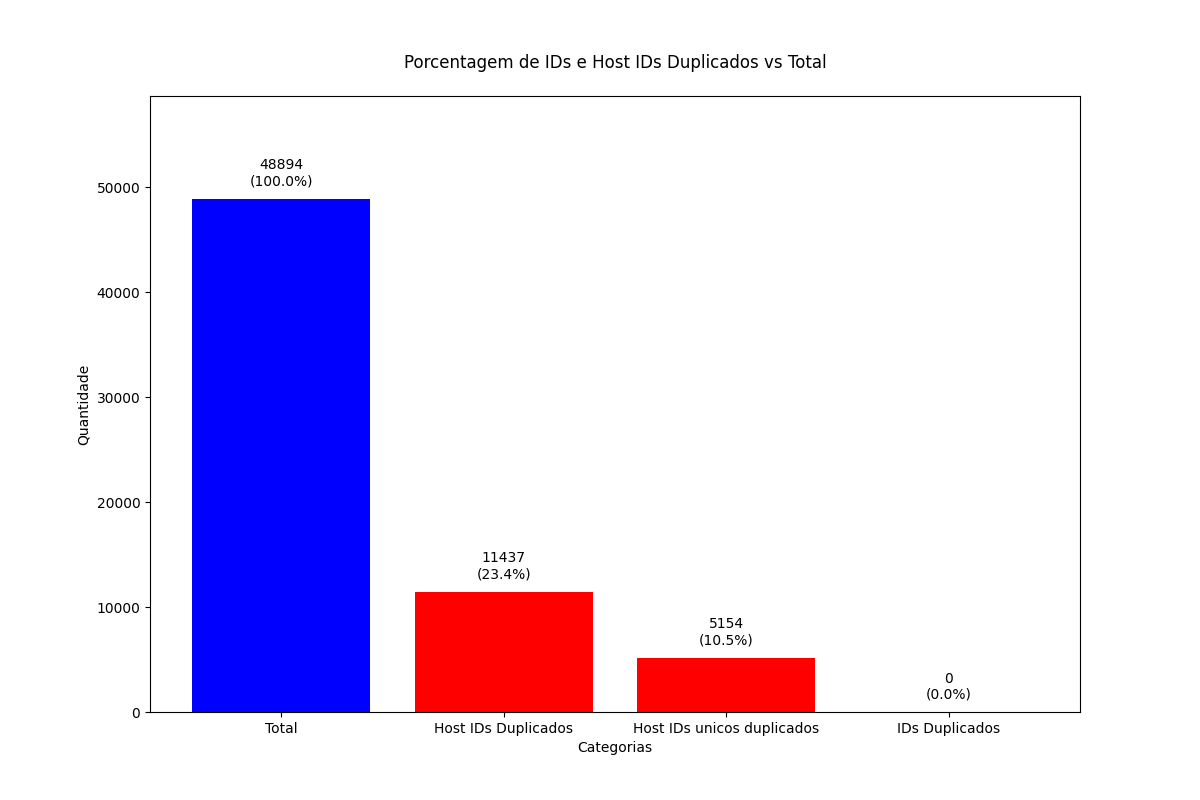 Porcentagem de IDs e Host IDs Duplicados vs Total
48894
(100.0%)
11437
(23.4%)
5154
(10.5%)
0
(0.0%)
50000
40000
30000
20000
10000
0
Quantidade
Total
Host IDs Duplicados
Host IDs unicos duplicados
IDs Duplicados
Categorias